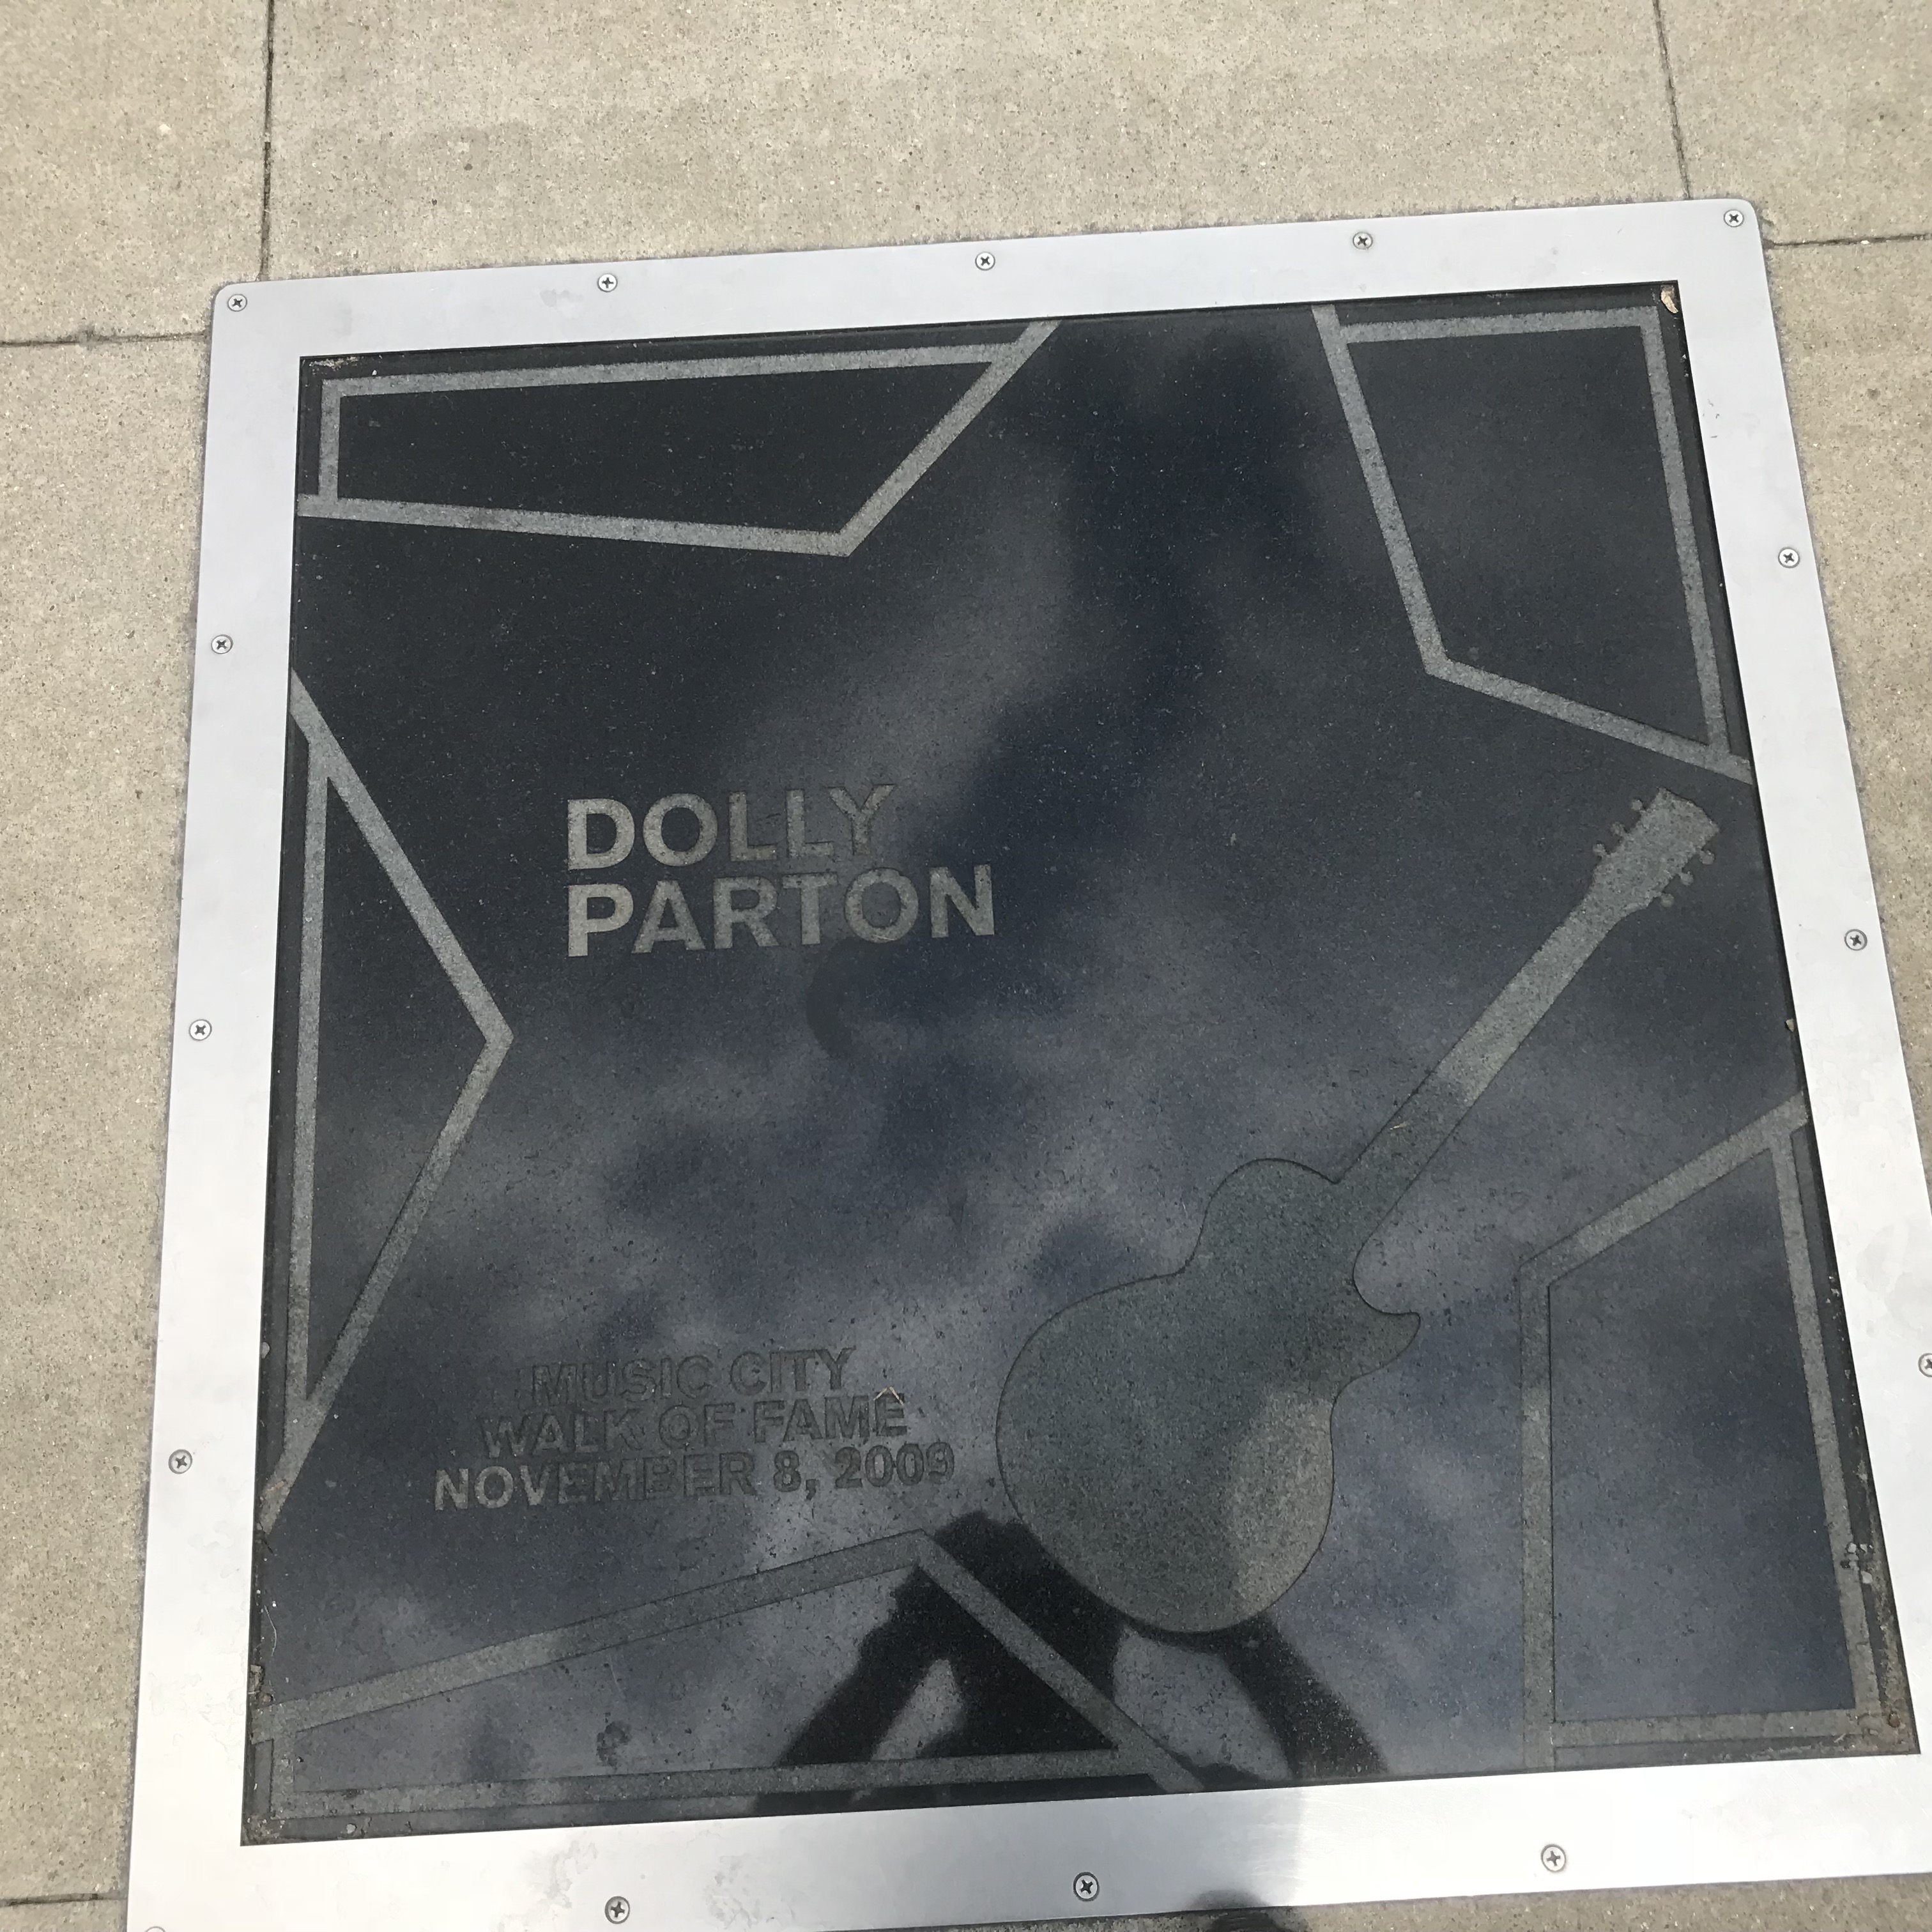 DOLLY
PARTON
MUSIC CITY
WALK OF FAME
NOVEMBER 8, 2009